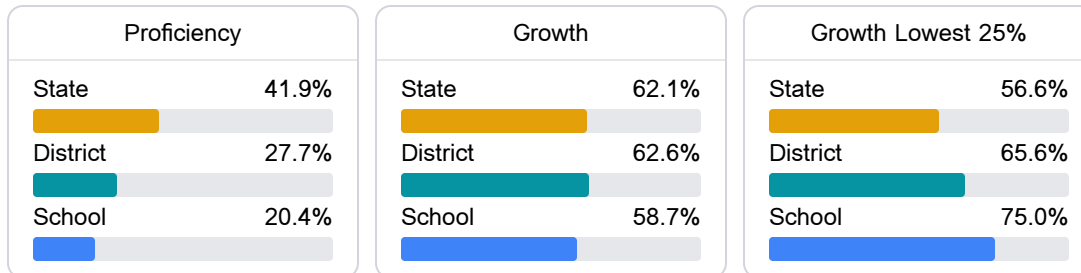 Proficiency
State 41.9%
District 27.7%
School 20.4%
Growth
State 62.1%
District 62.6%
School 58.7%
Growth Lowest 25%
State 56.6%
District 65.6%
School 75.0%